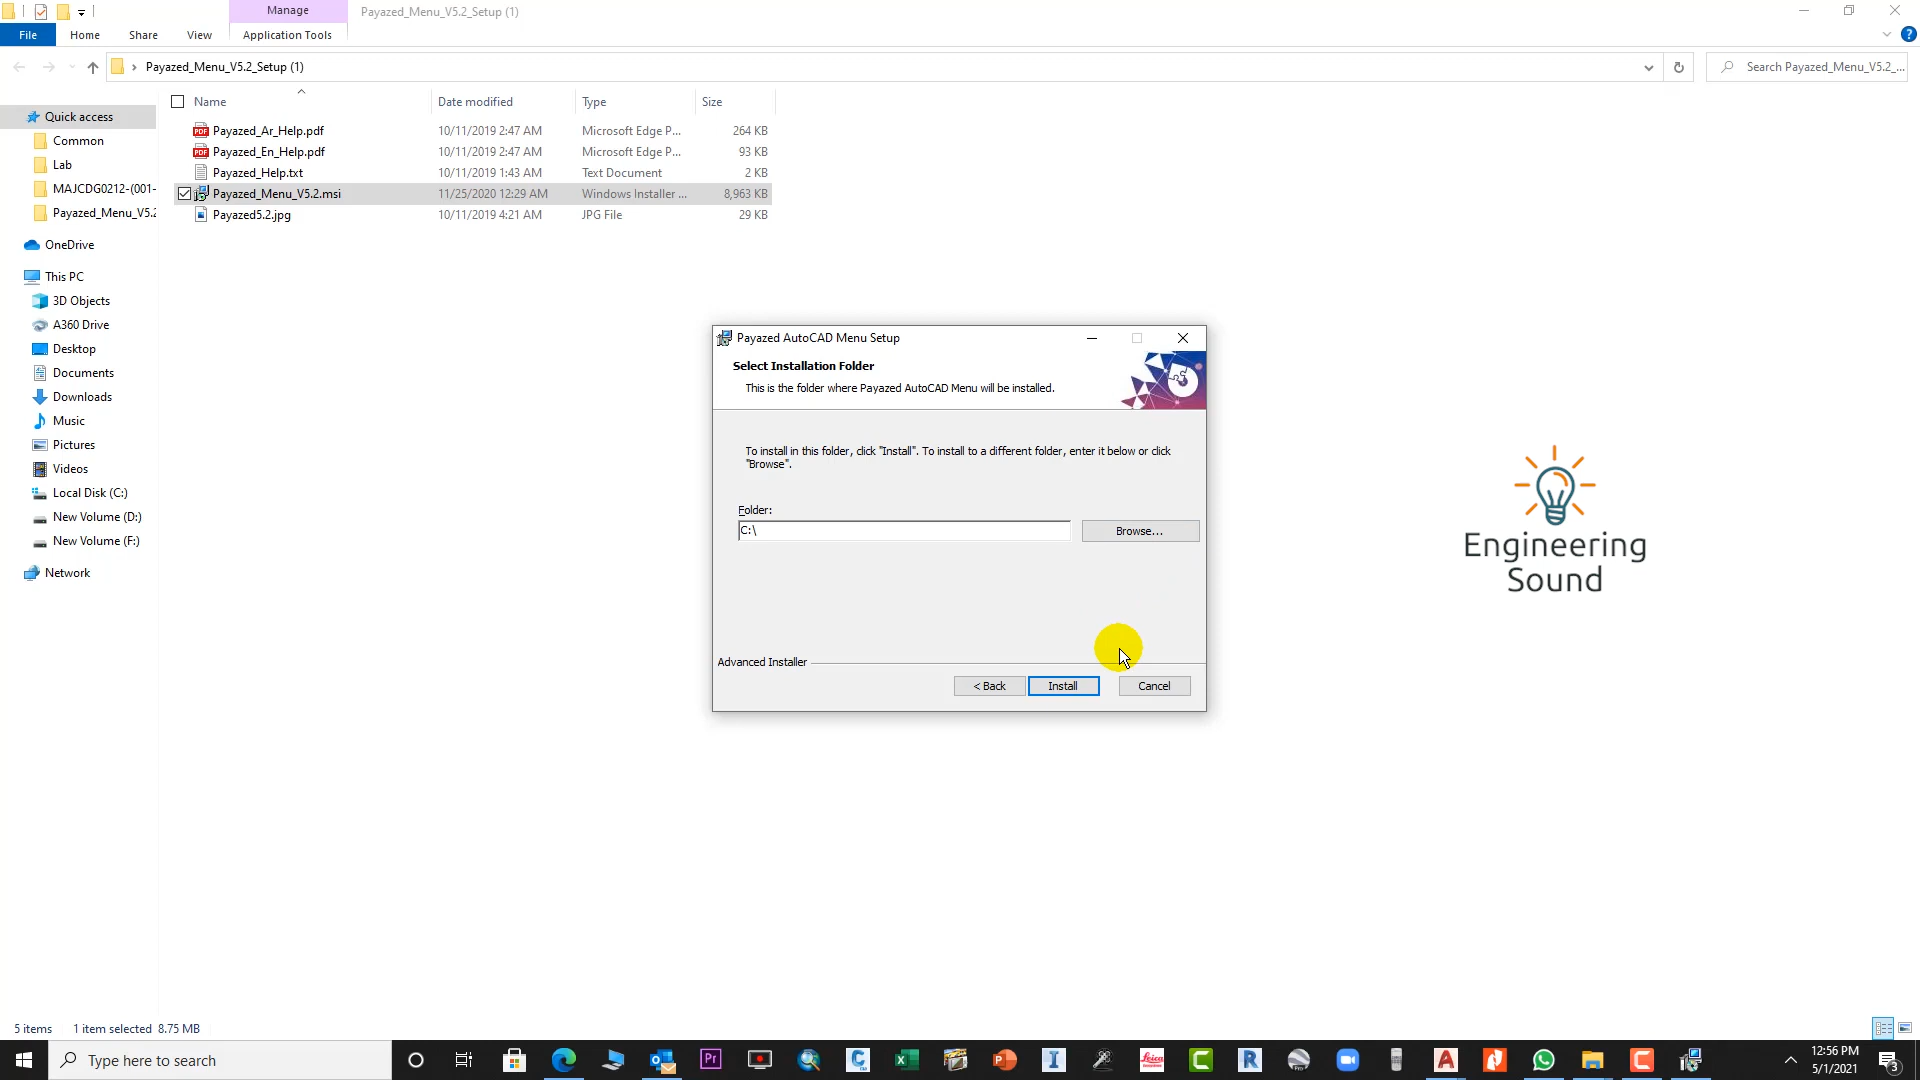 Manage
Payazed_Menu_V5.2_Setup (1)
File
Home
Share
View
Application Tools
Payazed_Menu_V5.2_Setup (1)
Search Payazed_Menu_V5.2_...
Name
Date modified
Type
Size
Payazed_Ar_Help.pdf
10/11/2019 2:47 AM
Microsoft Edge P...
264 KB
Payazed_En_Help.pdf
10/11/2019 2:47 AM
Microsoft Edge P...
93 KB
Payazed_Help.txt
10/11/2019 1:43 AM
Text Document
2 KB
Payazed_Menu_V5.2.msi
11/25/2020 12:29 AM
Windows Installer ...
8,963 KB
Payazed5.2.jpg
10/11/2019 4:21 AM
JPG File
29 KB
Quick access
Common
Lab
MAJCDG0212-(001-
Payazed_Menu_V5.2
OneDrive
This PC
3D Objects
A360 Drive
Desktop
Documents
Downloads
Music
Pictures
Videos
Local Disk (C:)
New Volume (D:)
New Volume (F:)
Network
Payazed AutoCAD Menu Setup
Select Installation Folder
This is the folder where Payazed AutoCAD Menu will be installed.
To install in this folder, click "Install". To install to a different folder, enter it below or click
"Browse".
Folder:
C:\
Browse...
Advanced Installer
< Back
Install
Cancel
Engineering
Sound
5 items
1 item selected 8.75 MB
Type here to search
12:56 PM
5/1/2021
3